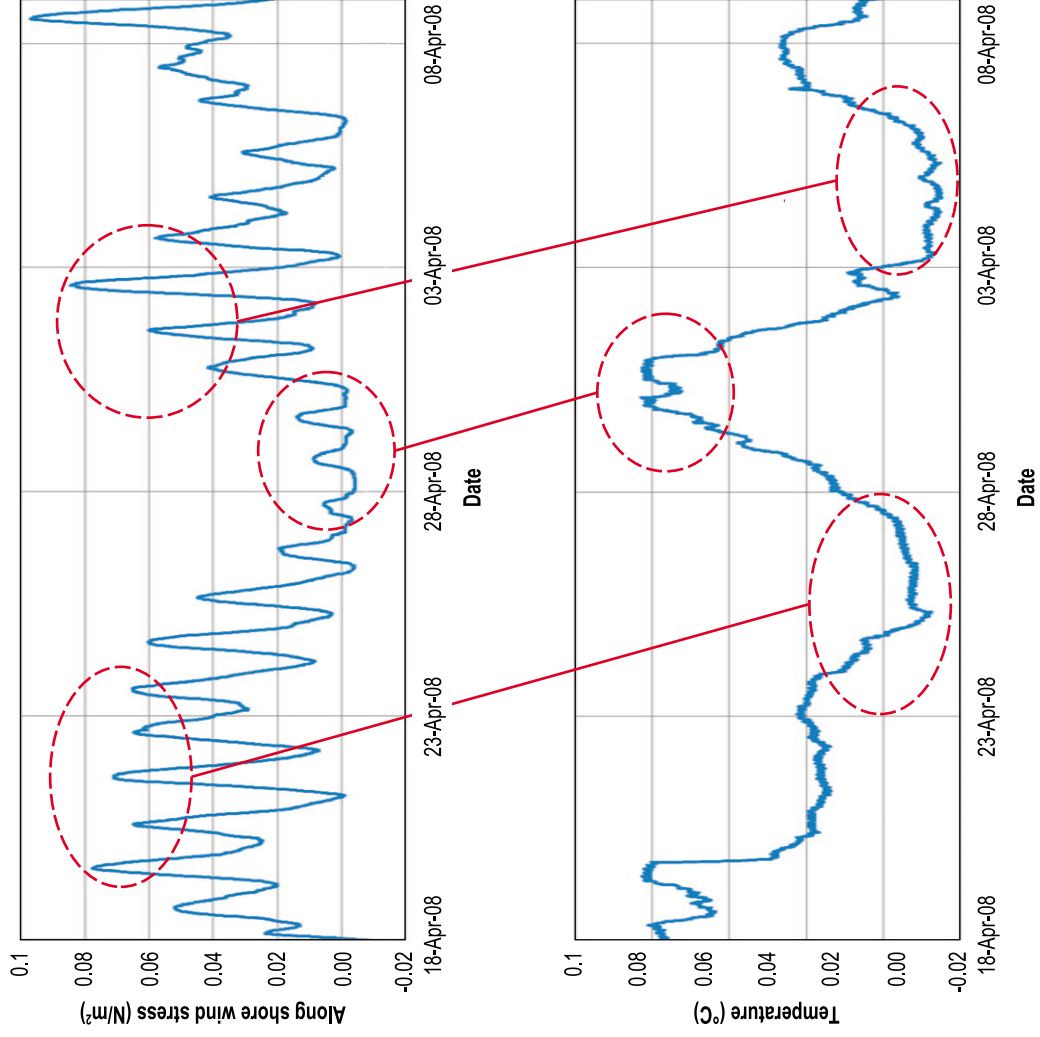 Along shore wind stress (N/m²)
0.1
0.08
0.06
0.04
0.02
0.00
-0.02
18-Apr-08
23-Apr-08
28-Apr-08
03-Apr-08
08-Apr-08
Date
Temperature (°C)
0.1
0.08
0.06
0.04
0.02
0.00
-0.02
18-Apr-08
23-Apr-08
28-Apr-08
03-Apr-08
08-Apr-08
Date